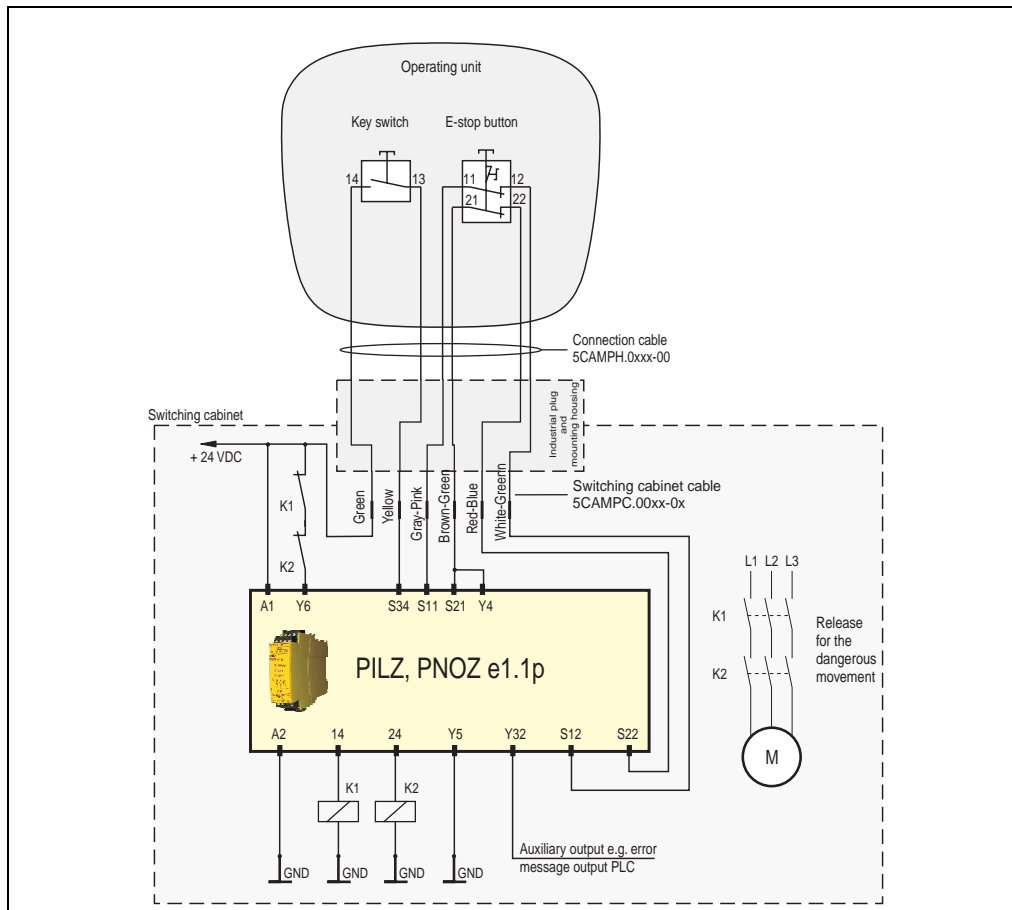 Operating unit
Key switch
E-stop button
14
13
11
12
21
22
Connection cable
5CAMPH.0xxx-00
Industrial plug
and
mounting housing
Switching cabinet
+ 24 VDC
K1
K2
Green
Yellow
Gray-Pink
Brown-Green
Red-Blue
White-Greenn
Switching cabinet cable
5CAMPC.00xx-0x
A1
Y6
S34
S11
S21
Y4
PILZ, PNOZ e1.1p
A2
14
24
Y5
Y32
S12
S22
K1
K2
GND
GND
GND
GND
Auxiliary output e.g. error
message output PLC
L1
L2
L3
K1
K2
Release
for the
dangerous
movement
M